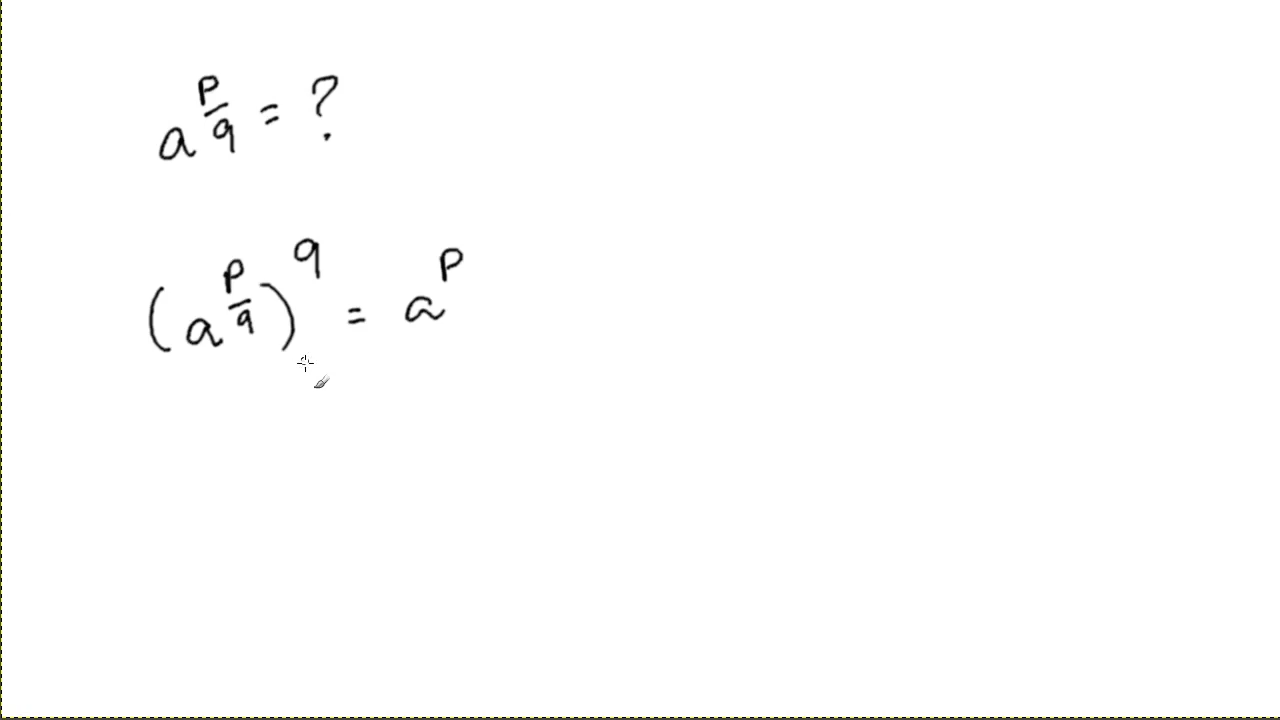 a^(p/q) = ?
(a^(p/q))^q = a^p